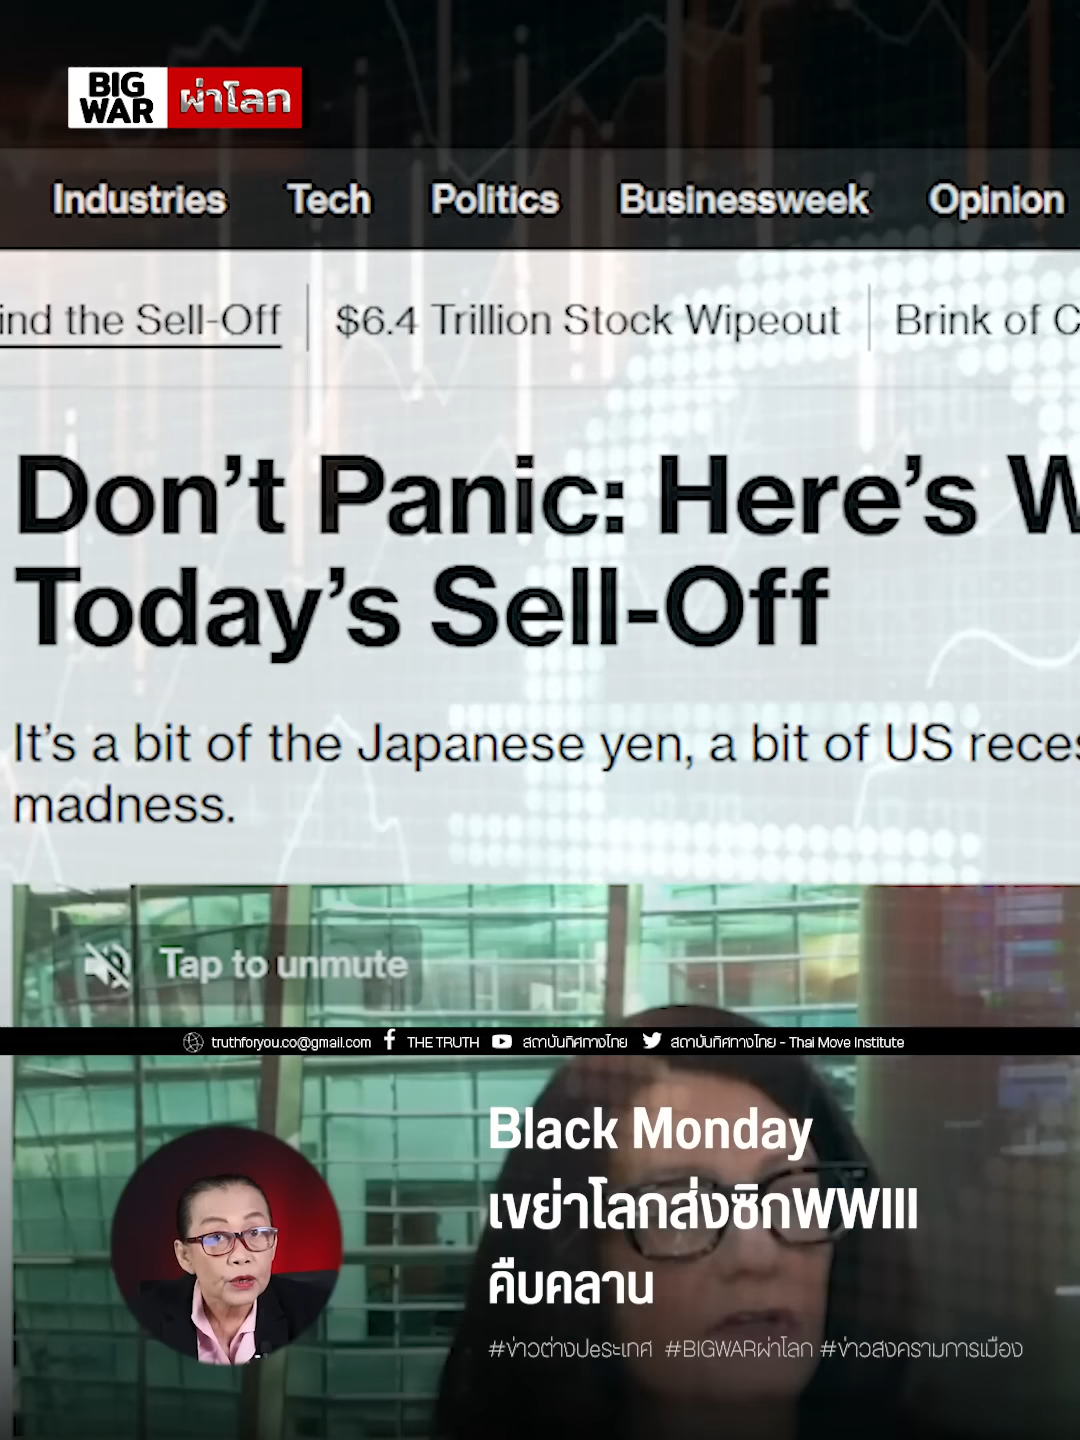 BIG
WAR
ผ่าโลก
Industries Tech Politics Businessweek Opinion
ind the Sell-Off $6.4 Trillion Stock Wipeout Brink of C
Don't Panic: Here's W
Today's Sell-Off
It's a bit of the Japanese yen, a bit of US reces
madness.
Tap to unmute
truthforyou.co@gmail.com THE TRUTH สถาบันทิศทางไทย สถาบันทิศทางไทย - Thai Move Institute
Black Monday
เขย่าโลกส่งซิกWWIII
คืบคลาน
#ข่าวต่างประเทศ #BIGWARผ่าโลก #ข่าวสงครามการเมือง